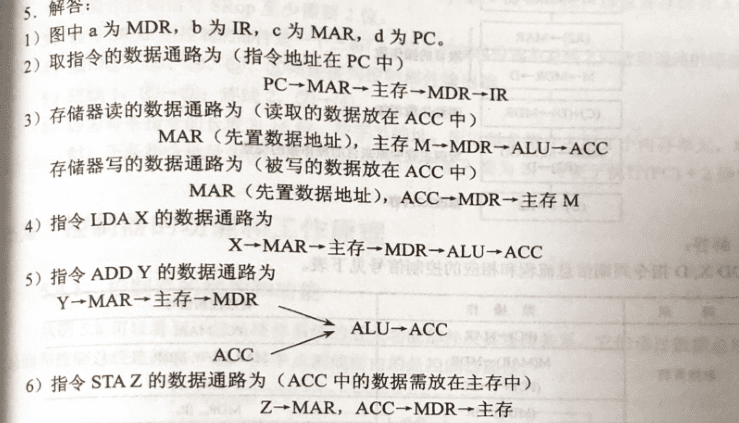 5. 解答：
1）图中 a 为 MDR，b 为 IR，c 为 MAR，d 为 PC。
2）取指令的数据通路为（指令地址在 PC 中）
PC→MAR→主存→MDR→IR
3）存储器读的数据通路为（读取的数据放在 ACC 中）
MAR（先置数据地址），主存 M→MDR→ALU→ACC
存储器写的数据通路为（被写的数据放在 ACC 中）
MAR（先置数据地址），ACC→MDR→主存 M
4）指令 LDA X 的数据通路为
X→MAR→主存→MDR→ALU→ACC
5）指令 ADD Y 的数据通路为
Y→MAR→主存→MDR
ALU→ACC
ACC
6）指令 STA Z 的数据通路为（ACC 中的数据需放在主存中）
Z→MAR，ACC→MDR→主存